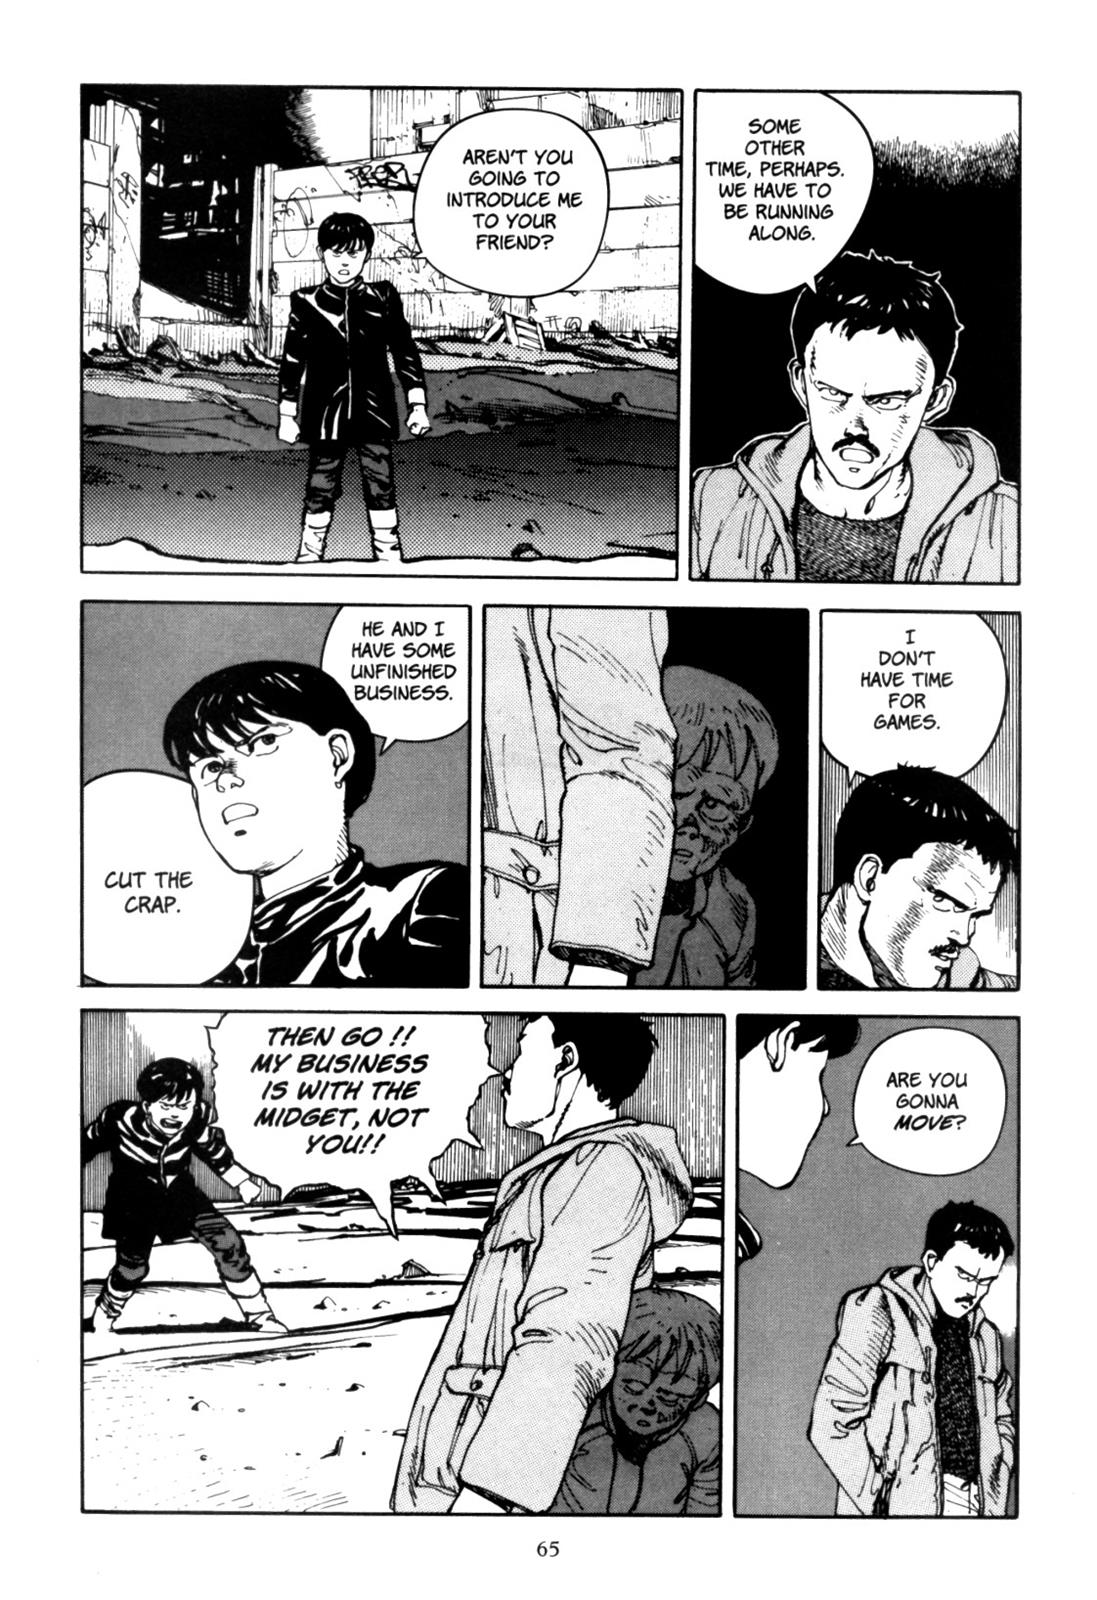 AREN'T YOU
GOING TO
INTRODUCE ME
TO YOUR
FRIEND?
SOME
OTHER
TIME, PERHAPS.
WE HAVE TO
BE RUNNING
ALONG.
HE AND I
HAVE SOME
UNFINISHED
BUSINESS.
CUT THE
CRAP.
I
DON'T
HAVE TIME
FOR
GAMES.
THEN GO!!
MY BUSINESS
IS WITH THE
MIDGET, NOT
YOU!!
ARE YOU
GONNA
MOVE?
65